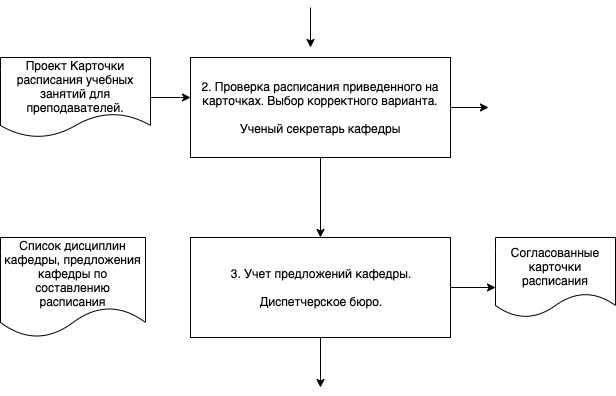 Проект Карточки
расписания учебных
занятий для
преподавателей.
2. Проверка расписания приведенного на
карточках. Выбор корректного варианта.
Ученый секретарь кафедры
Список дисциплин
кафедры, предложения
кафедры по
составлению
расписания
3. Учет предложений кафедры.
Диспетчерское бюро.
Согласованные
карточки
расписания